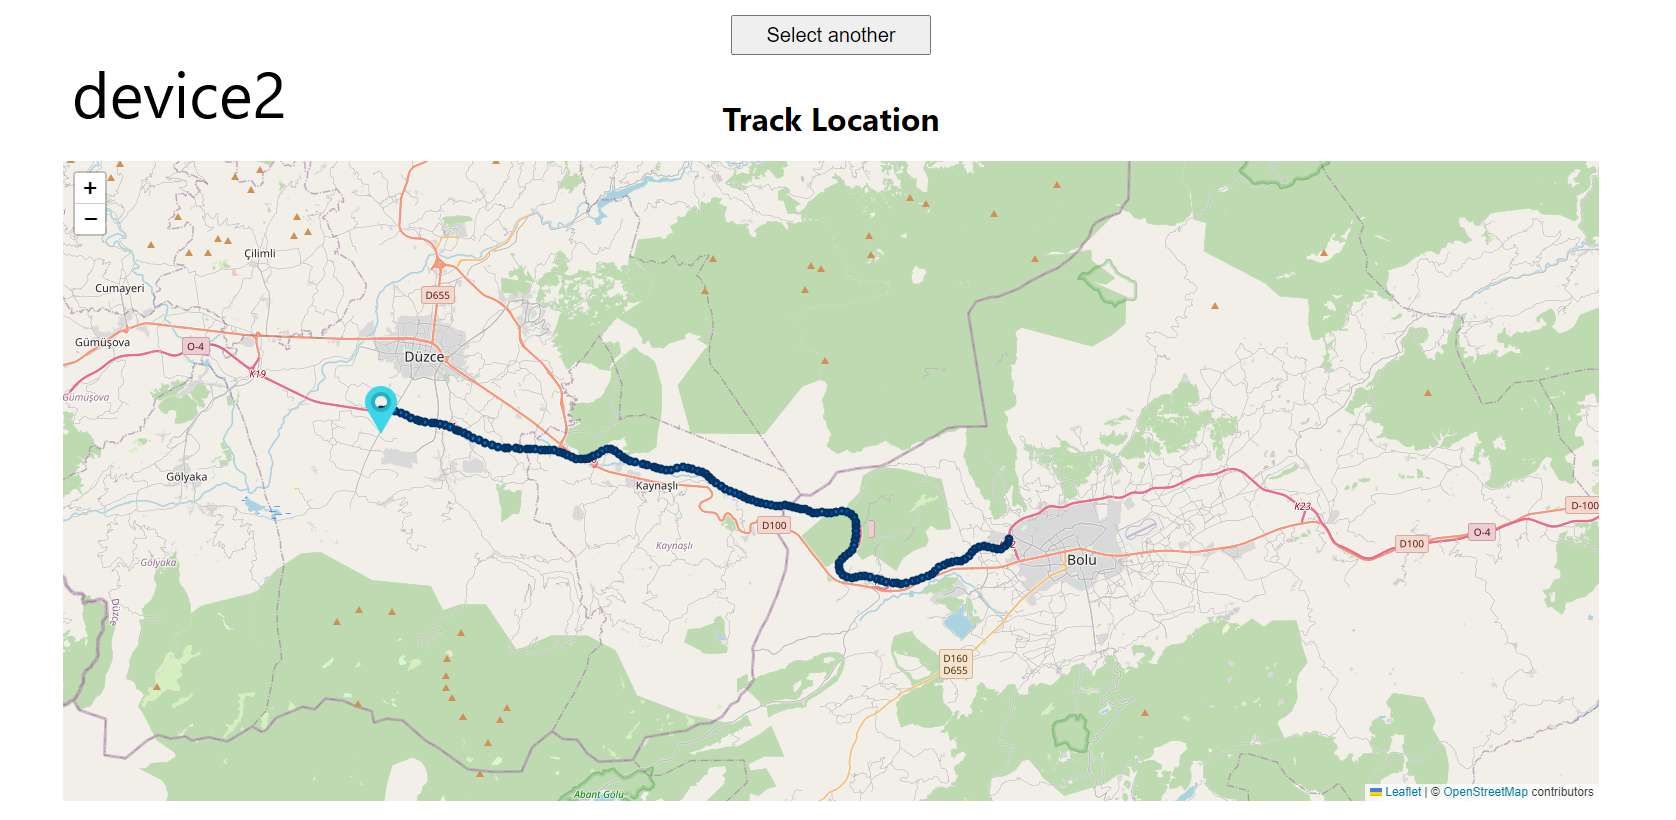 Select another
device2
Track Location
+
−
Çilimli
Cumayeri
D655
Gümüşova
O-4
Düzce
K19
Gümüşova
Gölyaka
Kaynaşlı
K23
D-100
D100
O-4
D100
Kaynaşlı
Bolu
Gölyaka
Düzce
D160
D655
Abant Gölu
Leaflet | © OpenStreetMap contributors